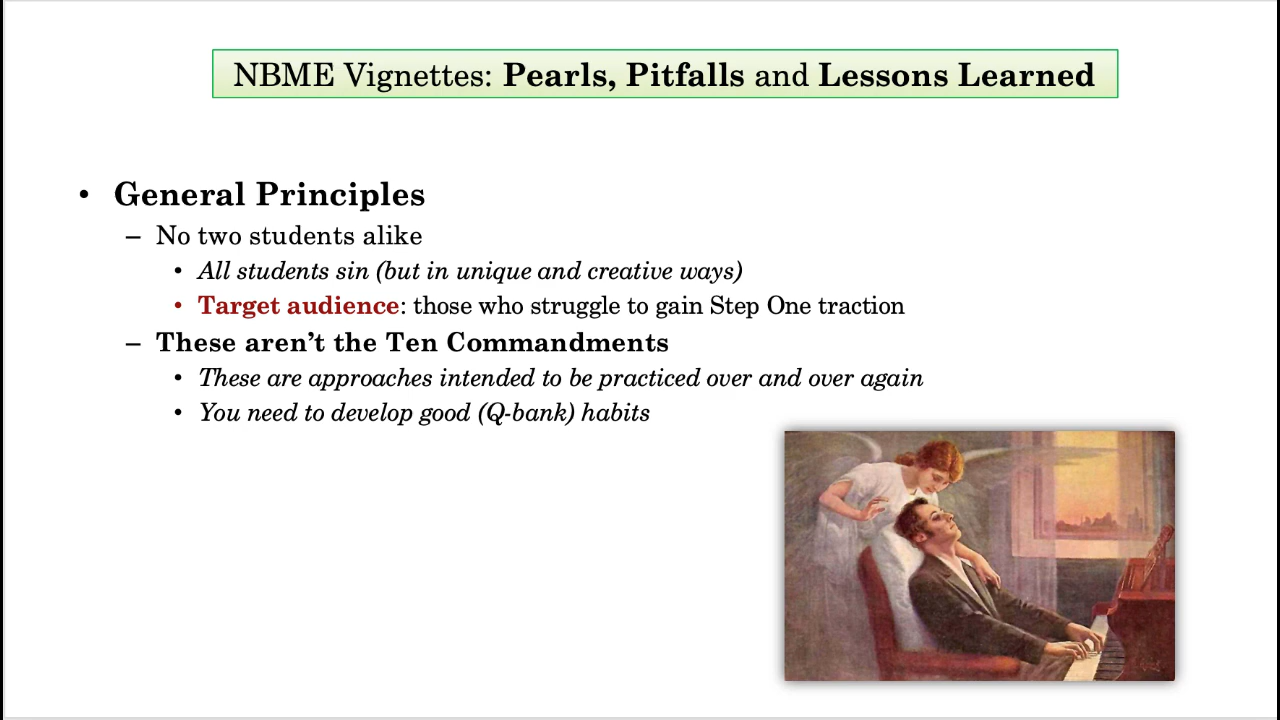 NBME Vignettes: Pearls, Pitfalls and Lessons Learned
• General Principles
– No two students alike
• All students sin (but in unique and creative ways)
• Target audience: those who struggle to gain Step One traction
– These aren’t the Ten Commandments
• These are approaches intended to be practiced over and over again
• You need to develop good (Q-bank) habits